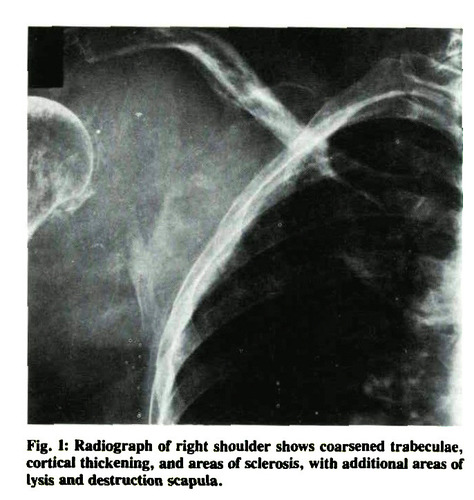 Fig. 1: Radiograph of right shoulder shows coarsened trabeculae,
cortical thickening, and areas of sclerosis, with additional areas of
lysis and destruction scapula.